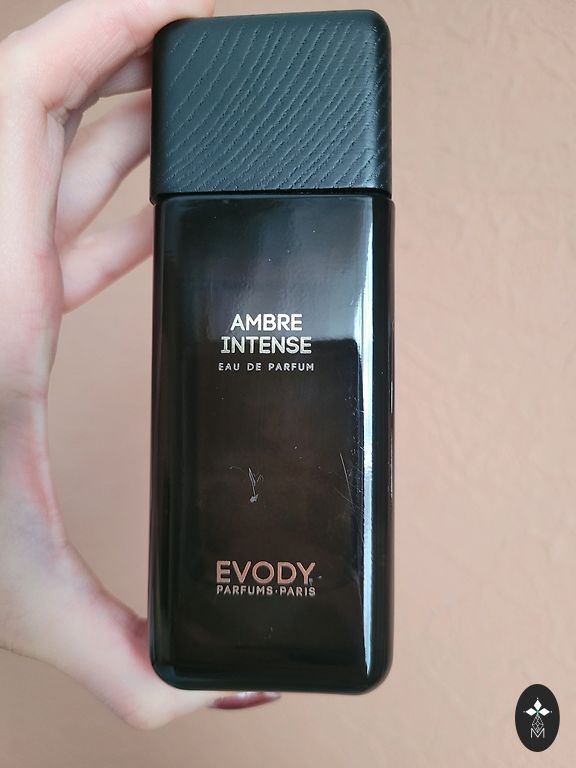 AMBRE
INTENSE
EAU DE PARFUM
EVODY
PARFUMS·PARIS
M